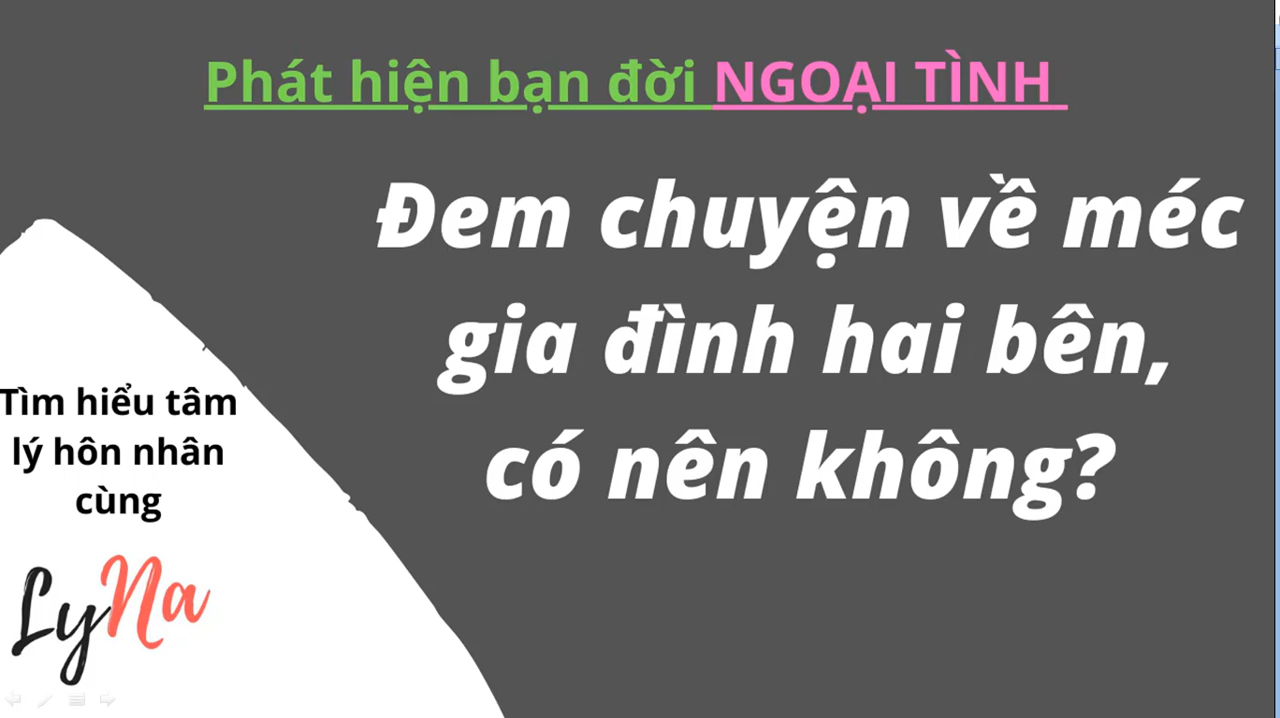 Phát hiện bạn đời NGOẠI TÌNH
Đem chuyện về méc
gia đình hai bên,
có nên không?
Tìm hiểu tâm
lý hôn nhân
cùng
LyNa